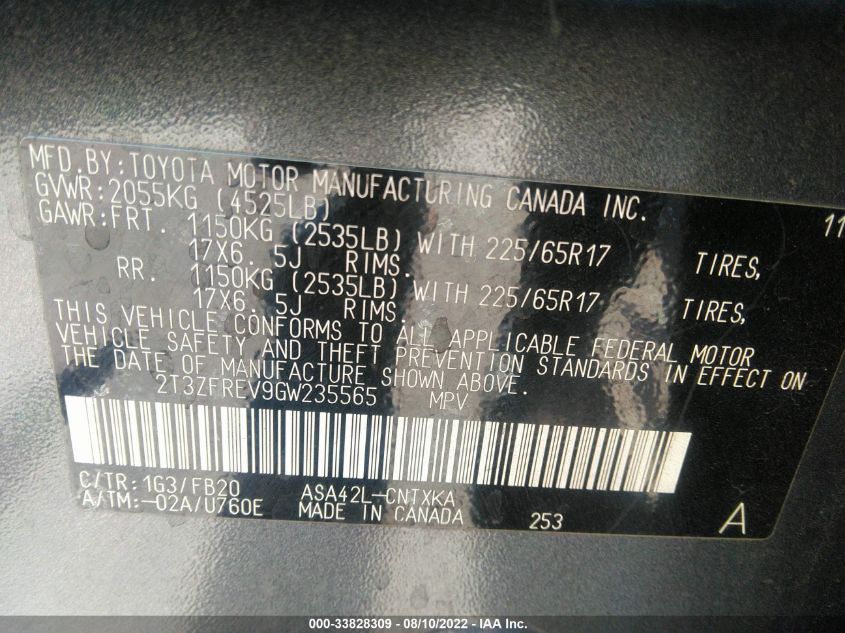 MFD.BY:TOYOTA MOTOR MANUFACTURING CANADA INC. 11
GVWR:2055KG (4525LB)
GAWR:FRT. 1150KG (2535LB) WITH 225/65R17 TIRES,
17X6. 5J RIMS.
RR. 1150KG (2535LB) WITH 225/65R17 TIRES,
17X6. 5J RIMS.
THIS VEHICLE CONFORMS TO ALL APPLICABLE FEDERAL MOTOR
VEHICLE SAFETY AND THEFT PREVENTION STANDARDS IN EFFECT ON
THE DATE OF MANUFACTURE SHOWN ABOVE.
2T3ZFREV9GW235565 MPV
C/TR:1G3/FB20 ASA42L-CNTXKA
A/TM:-02A/U760E MADE IN CANADA 253 A
000-33828309 - 08/10/2022 - © IAA, Inc.